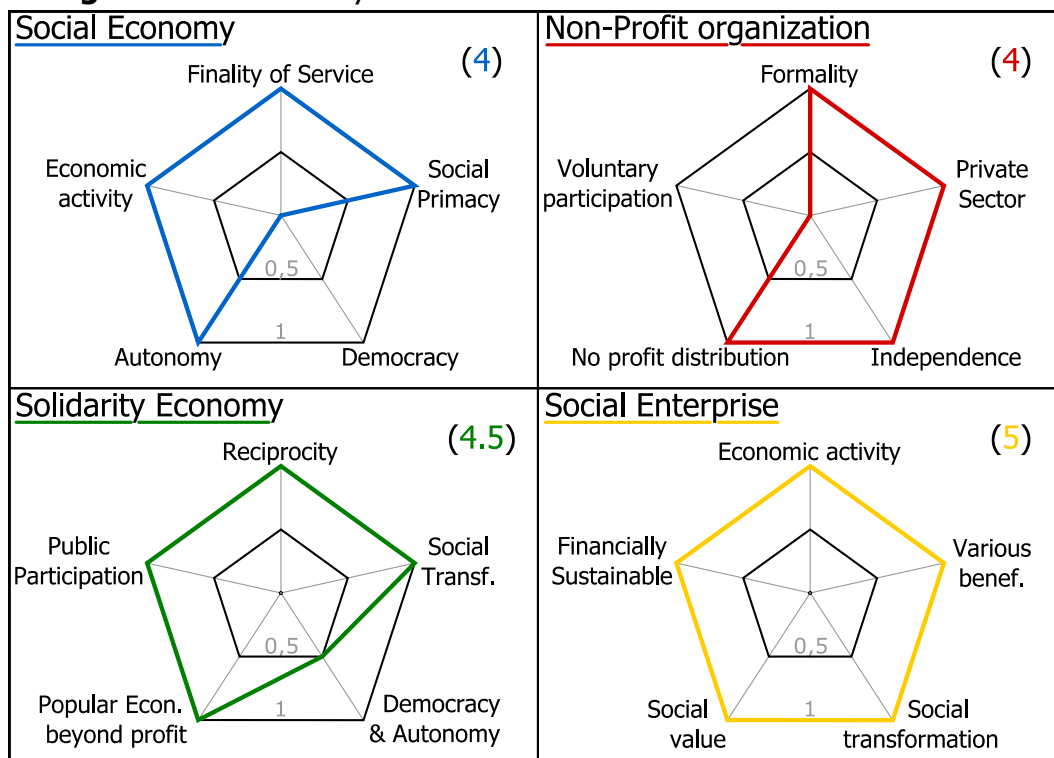 Social Economy
(4)
Finality of Service
Economic
activity
Social
Primacy
0,5
1
Autonomy
Democracy
Non-Profit organization
(4)
Formality
Voluntary
participation
Private
Sector
0,5
1
No profit distribution
Independence
Solidarity Economy
(4.5)
Reciprocity
Public
Participation
Social
Transf.
0,5
1
Popular Econ.
beyond profit
Democracy
& Autonomy
Social Enterprise
(5)
Economic activity
Financially
Sustainable
Various
benef.
0,5
1
Social
value
Social
transformation